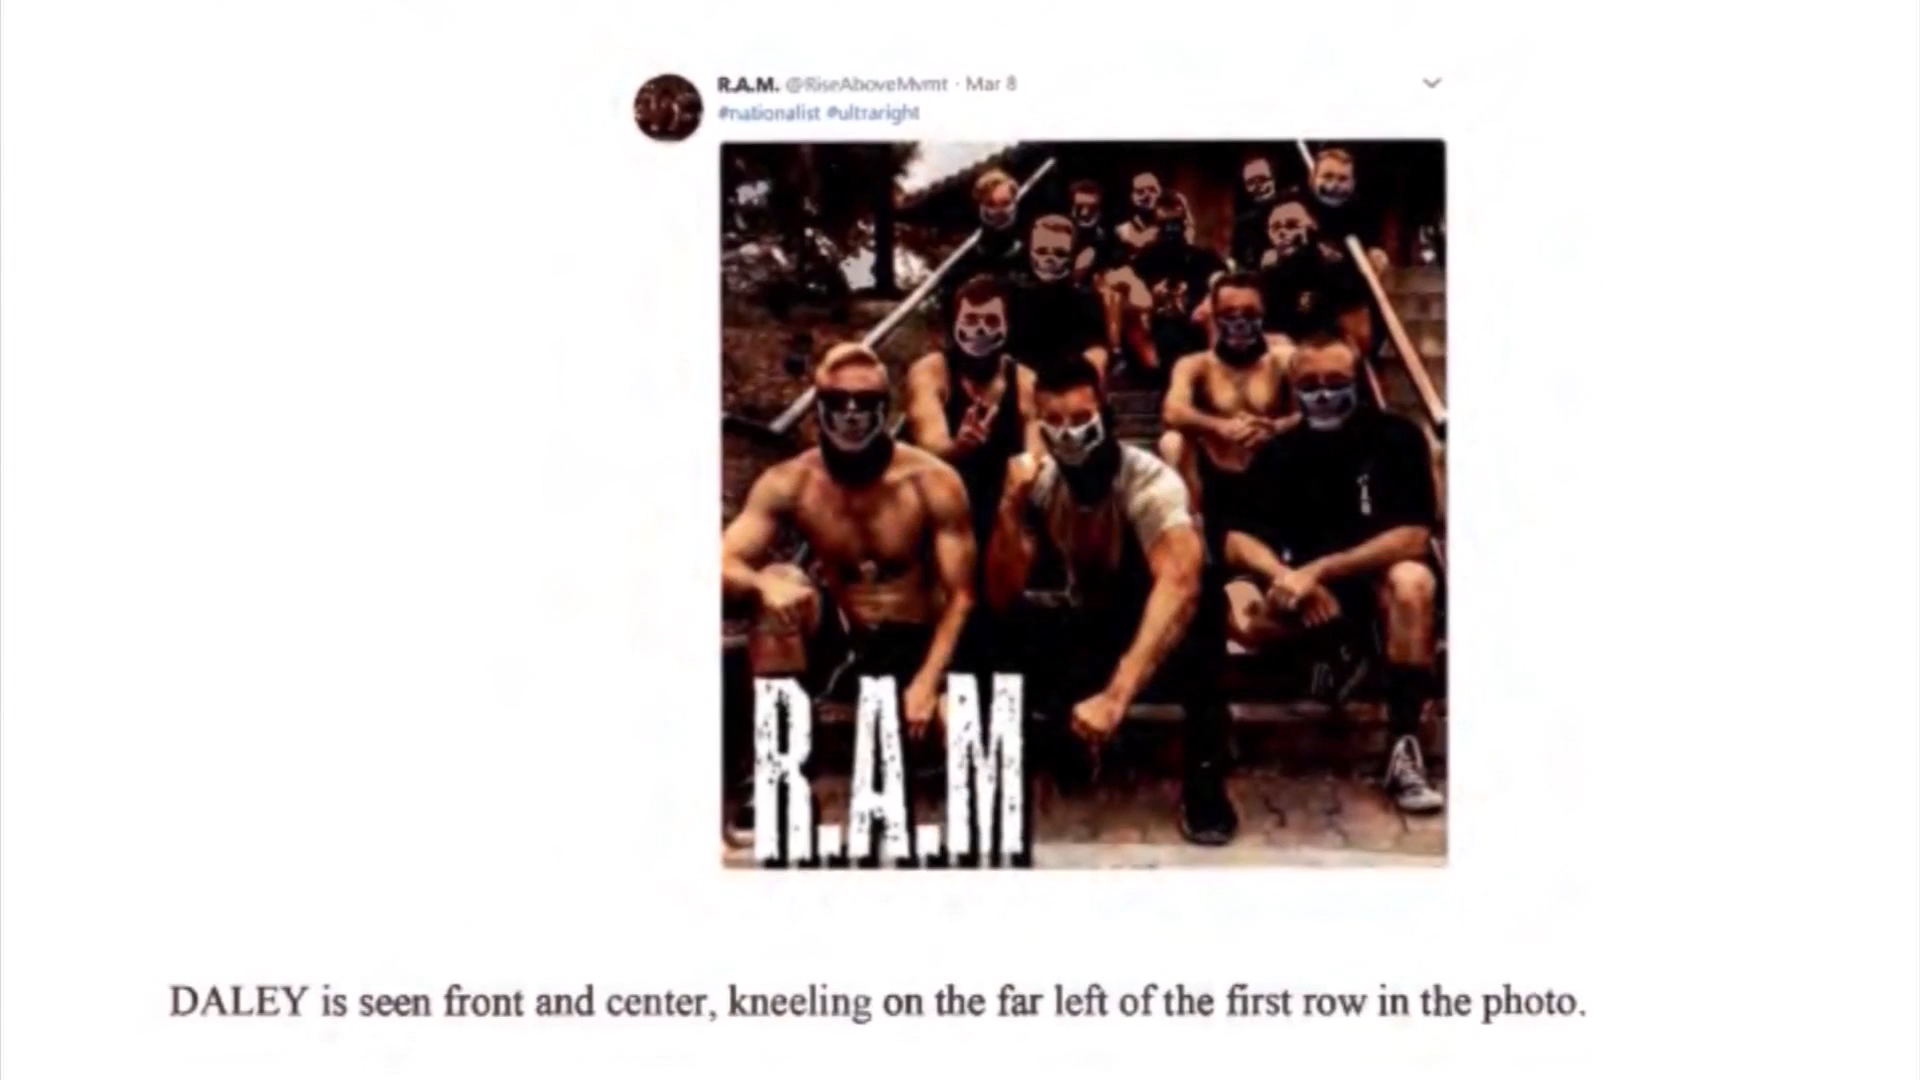 R.A.M. @RiseAboveMvmt · Mar 8
#nationalist #ultraright
R.A.M
DALEY is seen front and center, kneeling on the far left of the first row in the photo.